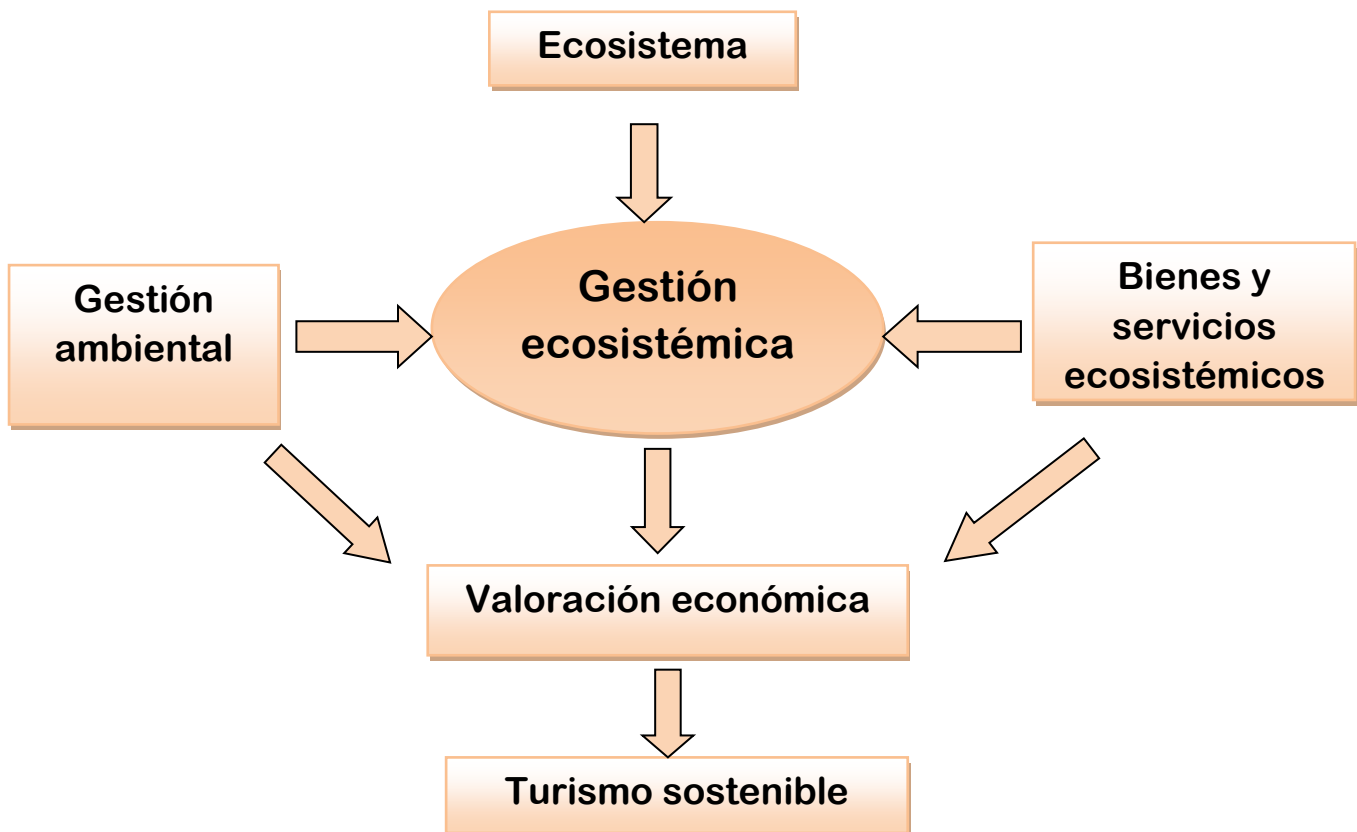 Ecosistema
Gestión
ambiental
Gestión
ecosistémica
Bienes y
servicios
ecosistémicos
Valoración económica
Turismo sostenible